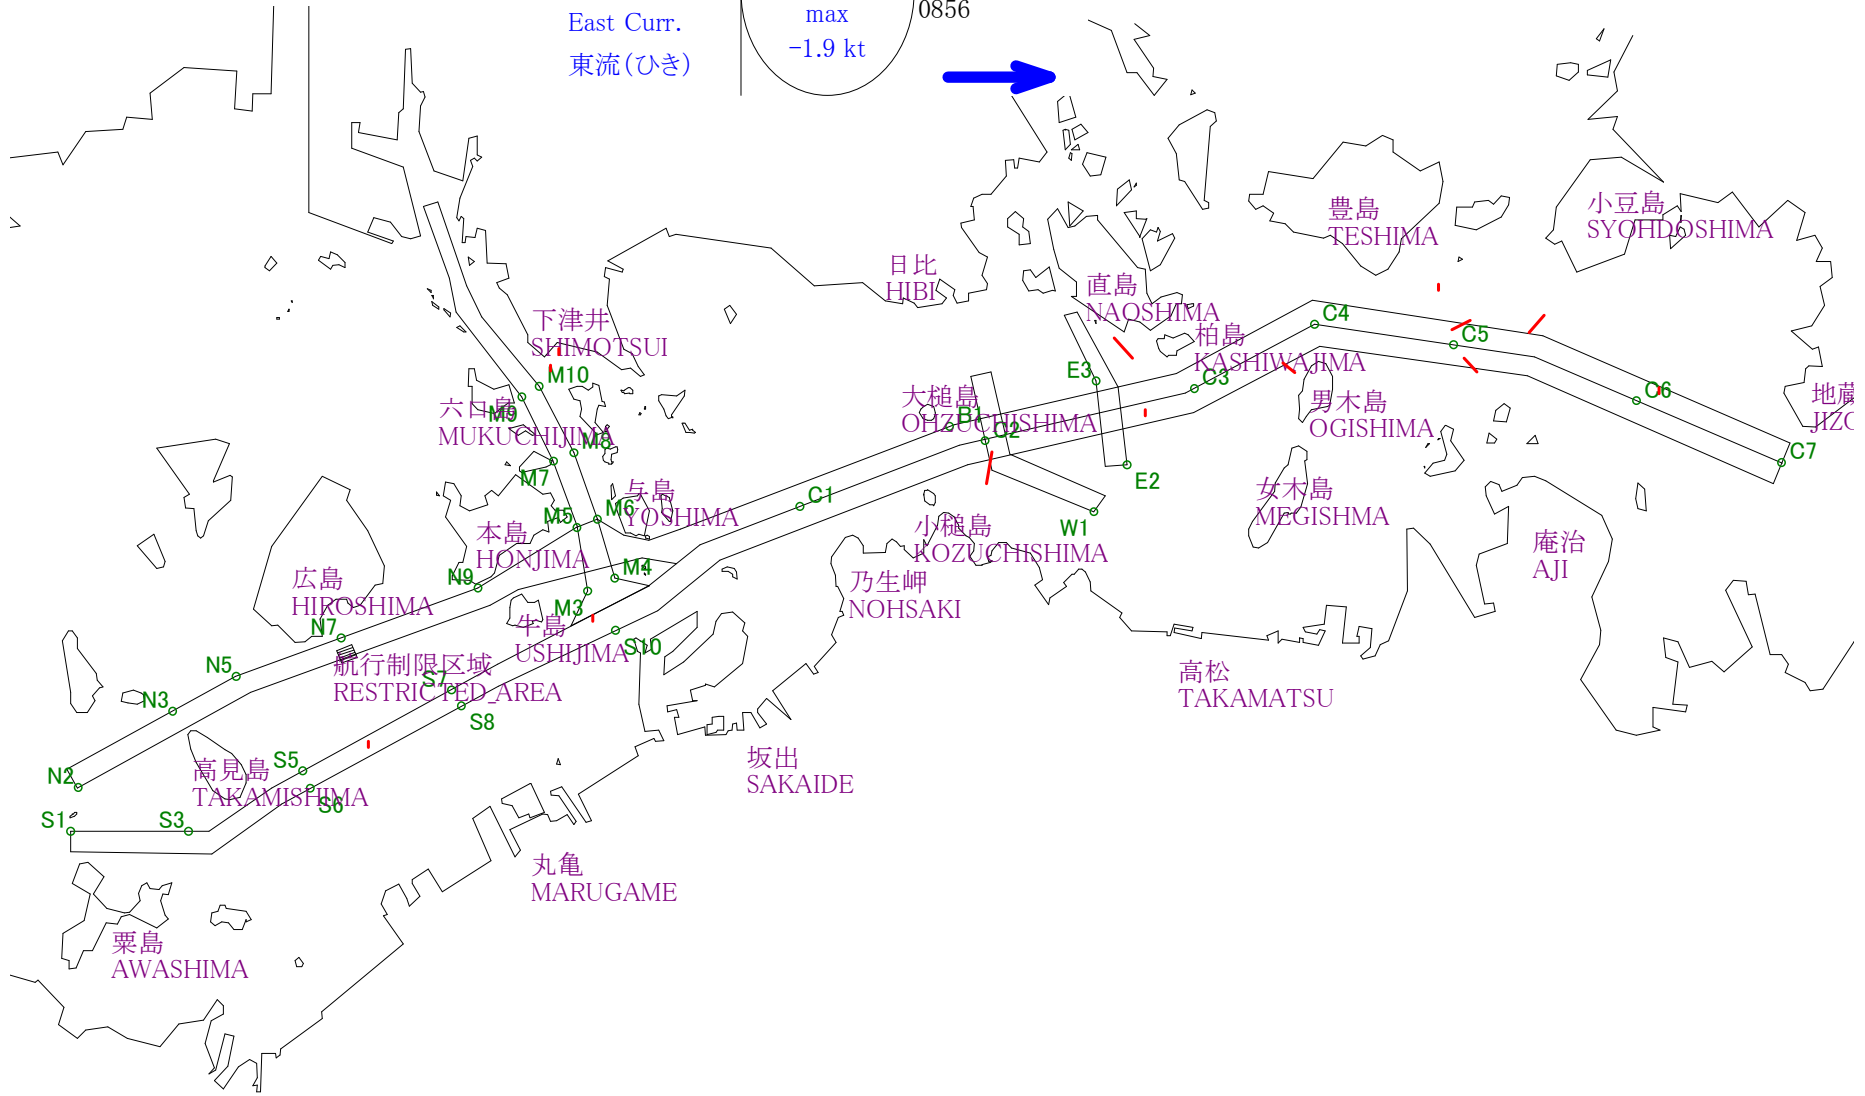 East Curr.
東流(ひき)
max
-1.9 kt
0856
豊島
TESHIMA
小豆島
SYOHDOSHIMA
日比
HIBI
直島
NAOSHIMA
下津井
SHIMOTSUI
柏島
KASHIWAJIMA
C4
C5
C6
C7
地蔵
JIZO
E3
C3
M10
M9
六口島
MUKUCHIJIMA
M8
M7
大槌島
OHZUCHISHIMA
B1
C2
男木島
OGISHIMA
E2
与島
YOSHIMA
C1
M6
M5
W1
女木島
MEGISHMA
本島
HONJIMA
小槌島
KOZUCHISHIMA
庵治
AJI
広島
HIROSHIMA
N9
M4
M3
乃生岬
NOHSAKI
N7
牛島
USHIJIMA
S10
航行制限区域
RESTRICTED_AREA
N5
S7
S8
N3
高松
TAKAMATSU
N2
高見島
TAKAMISHIMA
S5
S6
坂出
SAKAIDE
S1
S3
丸亀
MARUGAME
粟島
AWASHIMA